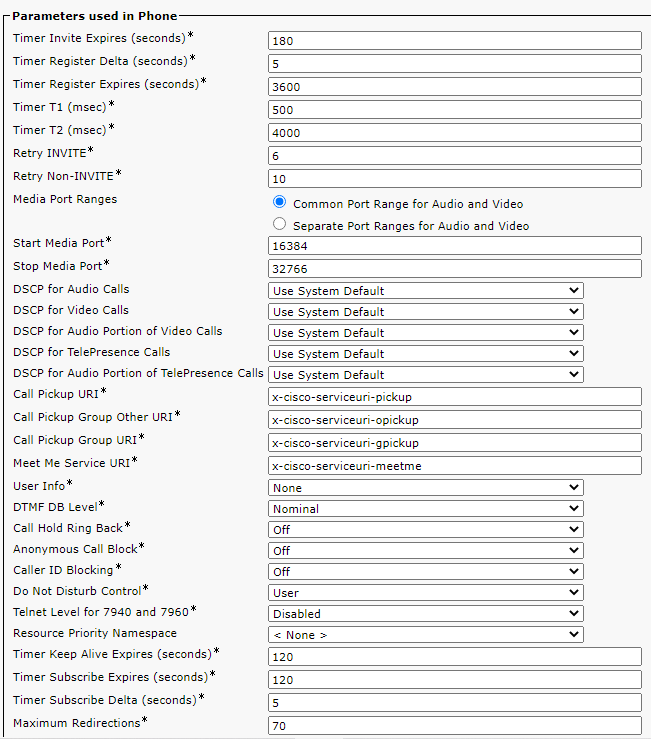 Parameters used in Phone
Timer Invite Expires (seconds)* 180
Timer Register Delta (seconds)* 5
Timer Register Expires (seconds)* 3600
Timer T1 (msec)* 500
Timer T2 (msec)* 4000
Retry INVITE* 6
Retry Non-INVITE* 10
Media Port Ranges Common Port Range for Audio and Video
Separate Port Ranges for Audio and Video
Start Media Port* 16384
Stop Media Port* 32766
DSCP for Audio Calls Use System Default
DSCP for Video Calls Use System Default
DSCP for Audio Portion of Video Calls Use System Default
DSCP for TelePresence Calls Use System Default
DSCP for Audio Portion of TelePresence Calls Use System Default
Call Pickup URI* x-cisco-serviceuri-pickup
Call Pickup Group Other URI* x-cisco-serviceuri-opickup
Call Pickup Group URI* x-cisco-serviceuri-gpickup
Meet Me Service URI* x-cisco-serviceuri-meetme
User Info* None
DTMF DB Level* Nominal
Call Hold Ring Back* Off
Anonymous Call Block* Off
Caller ID Blocking* Off
Do Not Disturb Control* User
Telnet Level for 7940 and 7960* Disabled
Resource Priority Namespace < None >
Timer Keep Alive Expires (seconds)* 120
Timer Subscribe Expires (seconds)* 120
Timer Subscribe Delta (seconds)* 5
Maximum Redirections* 70